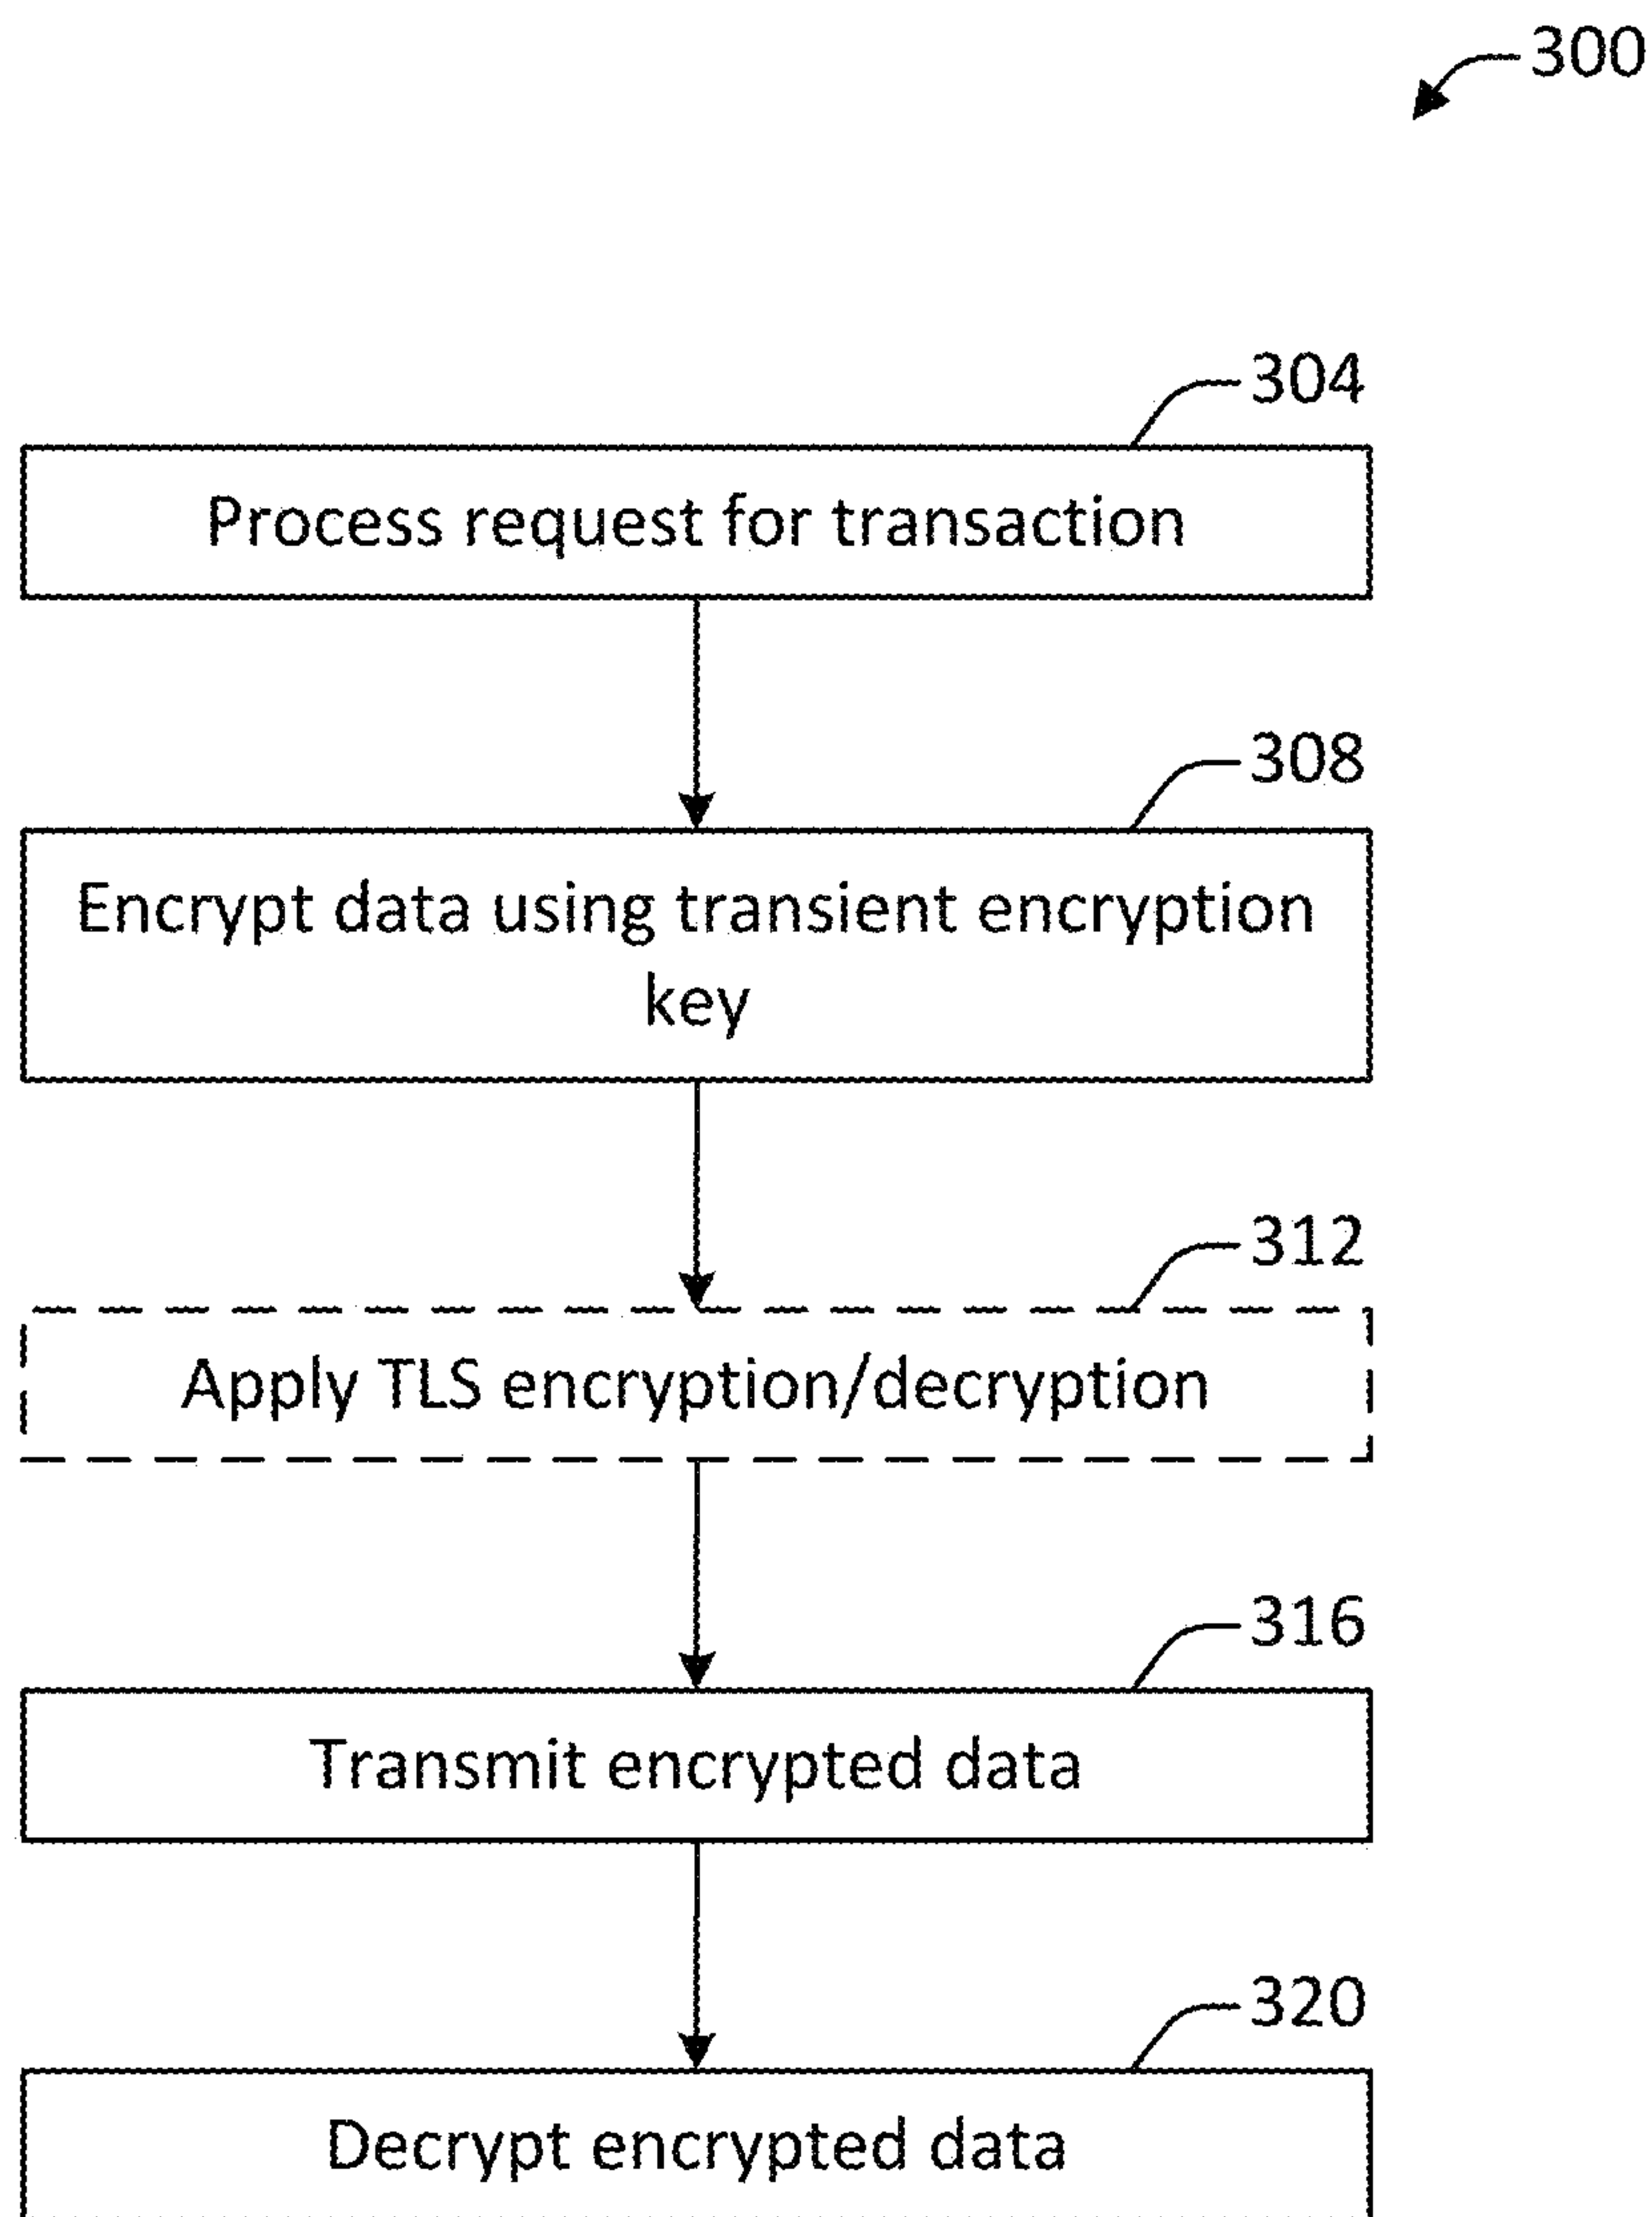 300
304
Process request for transaction
308
Encrypt data using transient encryption
key
312
Apply TLS encryption/decryption
316
Transmit encrypted data
320
Decrypt encrypted data